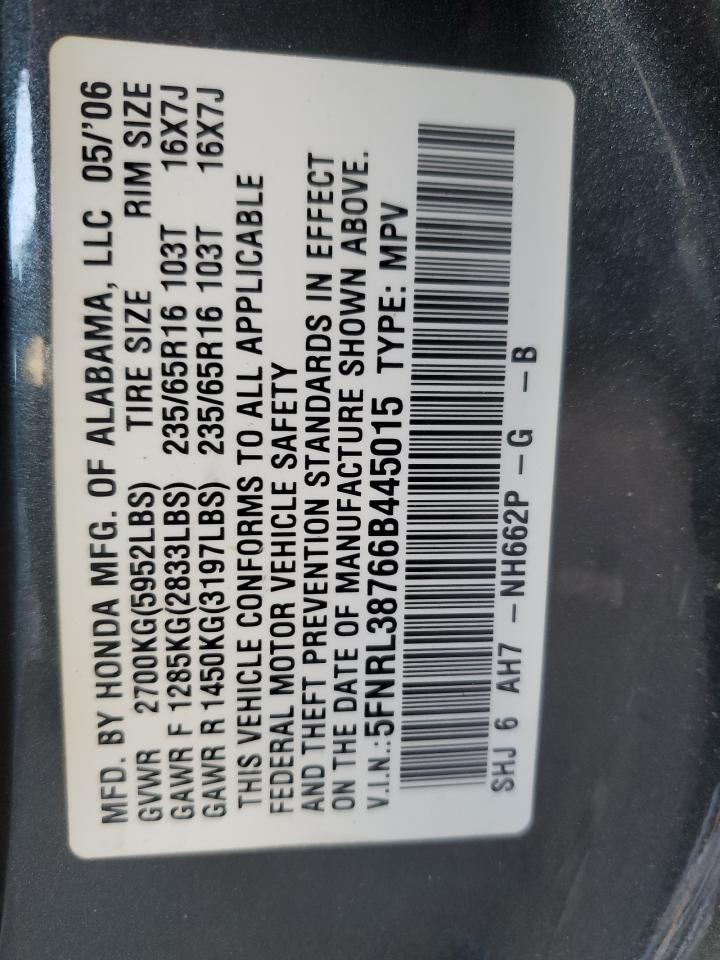 MFD. BY HONDA MFG. OF ALABAMA, LLC 05/'06
GVWR 2700KG(5952LBS) TIRE SIZE RIM SIZE
GAWR F 1285KG(2833LBS) 235/65R16 103T 16X7J
GAWR R 1450KG(3197LBS) 235/65R16 103T 16X7J
THIS VEHICLE CONFORMS TO ALL APPLICABLE
FEDERAL MOTOR VEHICLE SAFETY
AND THEFT PREVENTION STANDARDS IN EFFECT
ON THE DATE OF MANUFACTURE SHOWN ABOVE.
V.I.N.:5FNRL38766B445015 TYPE: MPV
SHJ 6 AH7 -NH662P -G -B